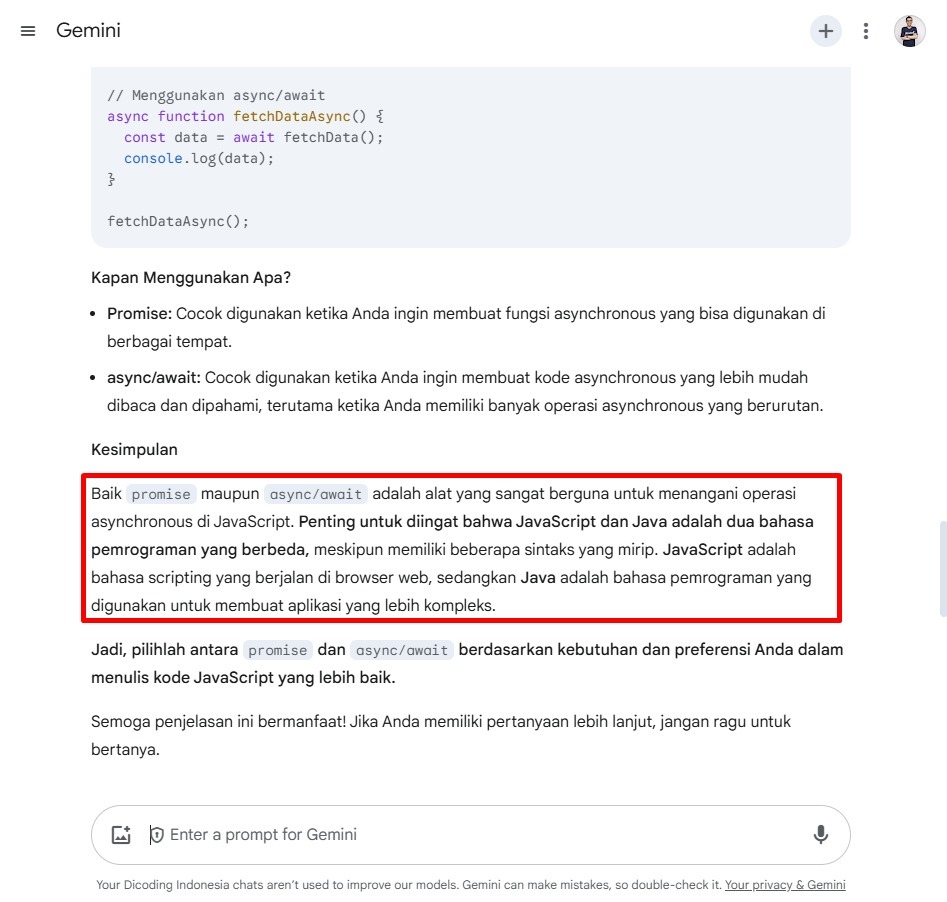 Gemini
// Menggunakan async/await
async function fetchDataAsync() {
const data = await fetchData();
console.log(data);
}
fetchDataAsync();
Kapan Menggunakan Apa?
• Promise: Cocok digunakan ketika Anda ingin membuat fungsi asynchronous yang bisa digunakan di
berbagai tempat.
• async/await: Cocok digunakan ketika Anda ingin membuat kode asynchronous yang lebih mudah
dibaca dan dipahami, terutama ketika Anda memiliki banyak operasi asynchronous yang berurutan.
Kesimpulan
Baik promise maupun async/await adalah alat yang sangat berguna untuk menangani operasi
asynchronous di JavaScript. Penting untuk diingat bahwa JavaScript dan Java adalah dua bahasa
pemrograman yang berbeda, meskipun memiliki beberapa sintaks yang mirip. JavaScript adalah
bahasa scripting yang berjalan di browser web, sedangkan Java adalah bahasa pemrograman yang
digunakan untuk membuat aplikasi yang lebih kompleks.
Jadi, pilihlah antara promise dan async/await berdasarkan kebutuhan dan preferensi Anda dalam
menulis kode JavaScript yang lebih baik.
Semoga penjelasan ini bermanfaat! Jika Anda memiliki pertanyaan lebih lanjut, jangan ragu untuk
bertanya.
Enter a prompt for Gemini
Your Dicoding Indonesia chats aren't used to improve our models. Gemini can make mistakes, so double-check it. Your privacy & Gemini